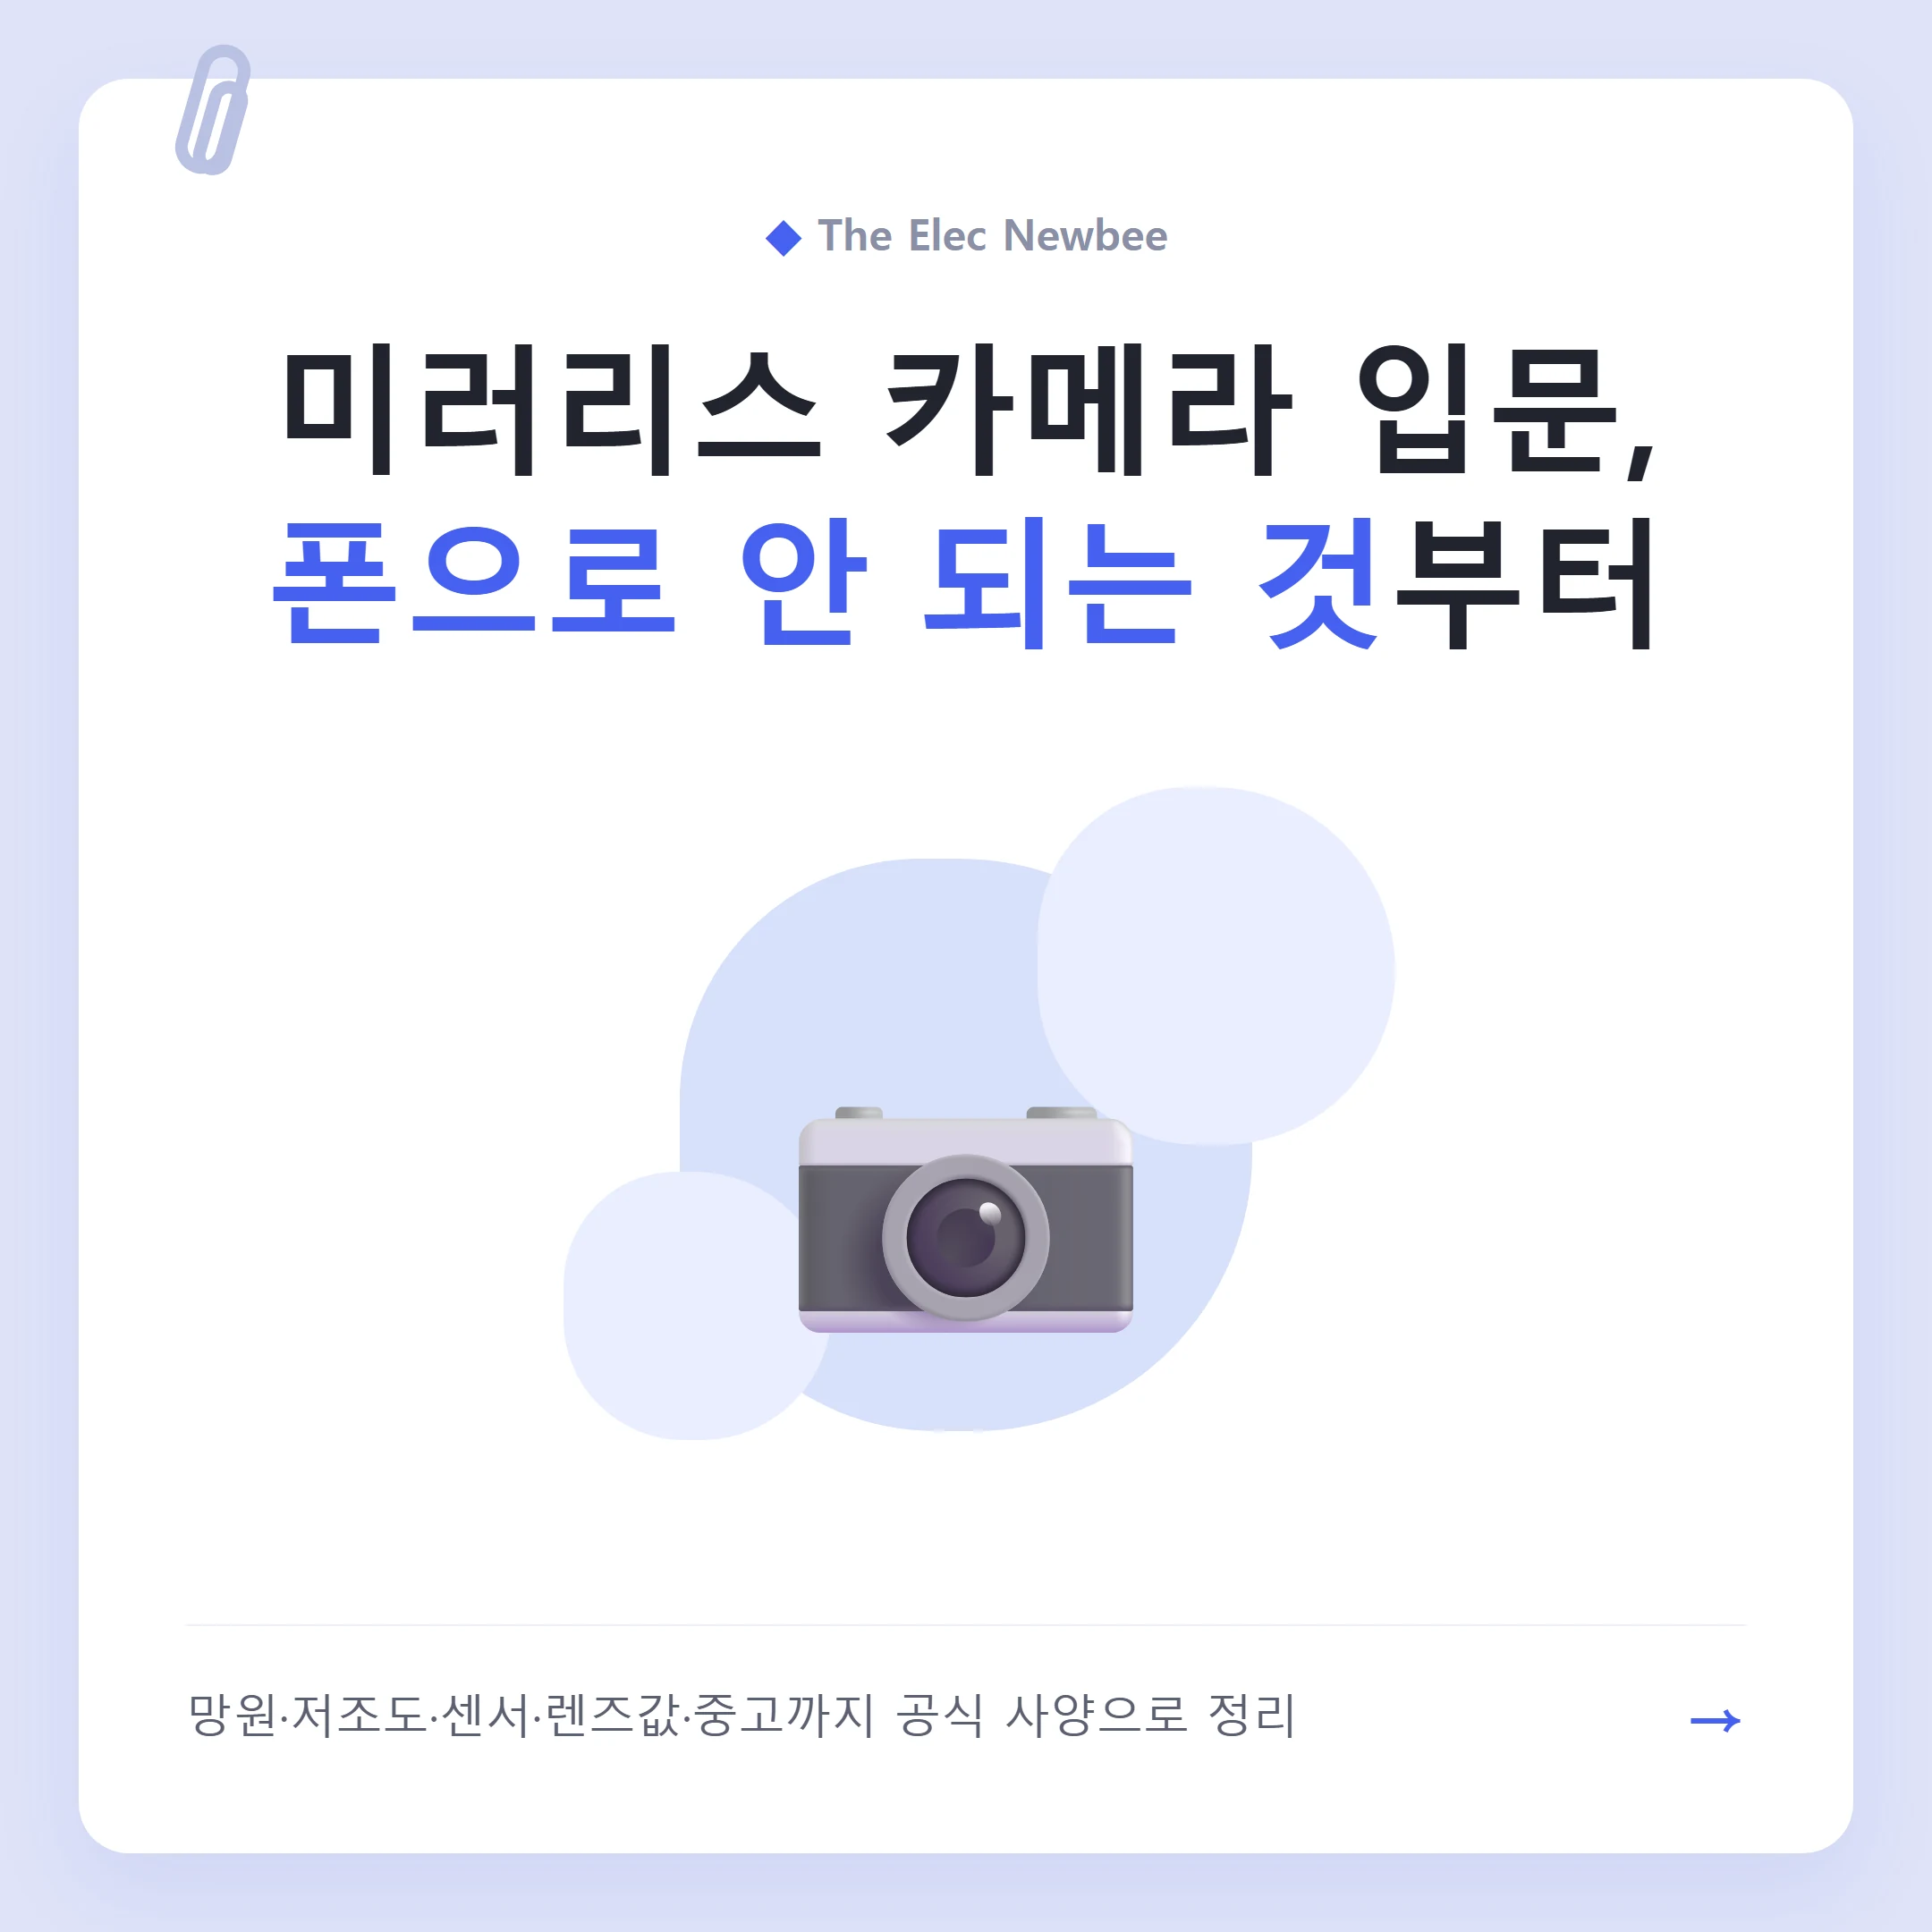 The Elec Newbee
미러리스 카메라 입문,
폰으로 안 되는 것부터
망원·저조도·센서·렌즈값·중고까지 공식 사양으로 정리
→